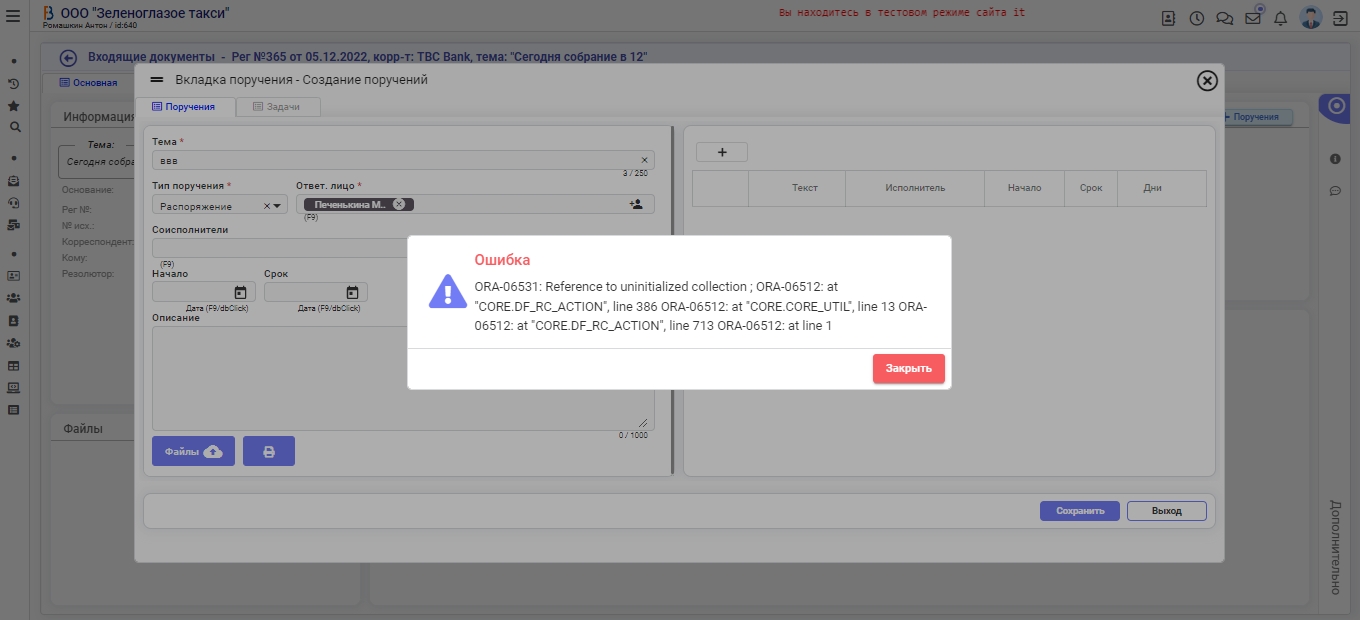 ООО "Зеленоглазое такси"
Ромашкин Антон / id:640
Вы находитесь в тестовом режиме сайта it
Входящие документы - Рег №365 от 05.12.2022, корр-т: TBC Bank, тема: "Сегодня собрание в 12"
Основная
Вкладка поручения - Создание поручений
Поручения
Задачи
Информация
Поручения
Тема:
Сегодня собра
Основание:
Рег №:
№ исх.:
Корреспондент:
Кому:
Резолютор:
Файлы
Тема *
ввв
3 / 250
Тип поручения *
Ответ. лицо *
Распоряжение
Печенькина М..
(F9)
Соисполнители
(F9)
Начало
Срок
Дата (F9/dbClick)
Дата (F9/dbClick)
Описание
0 / 1000
Файлы
+
Текст
Исполнитель
Начало
Срок
Дни
Ошибка
ORA-06531: Reference to uninitialized collection ; ORA-06512: at
"CORE.DF_RC_ACTION", line 386 ORA-06512: at "CORE.CORE_UTIL", line 13 ORA-
06512: at "CORE.DF_RC_ACTION", line 713 ORA-06512: at line 1
Закрыть
Сохранить
Выход
Дополнительно